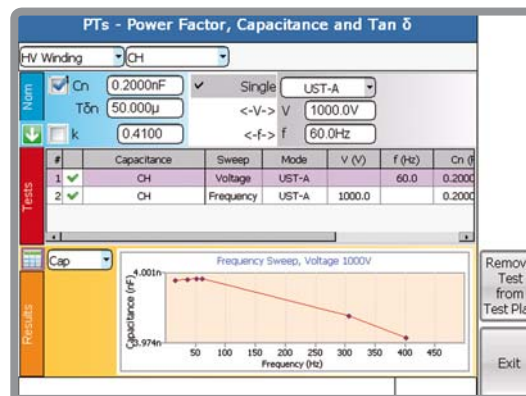 PTs - Power Factor, Capacitance and Tan δ
HV Winding CH
Nom
Cn 0.2000nF Single UST-A
Tδn 50.000µ <-V-> V 1000.0V
k 0.4100 <-f-> f 60.0Hz
Tests
# Capacitance Sweep Mode V (V) f (Hz) Cn
1 CH Voltage UST-A 60.0 0.2000
2 CH Frequency UST-A 1000.0 0.2000
Results
Cap
Frequency Sweep, Voltage 1000V
Capacitance (nF)
4.001n
3.974n
50 100 150 200 250 300 350 400 450
Frequency (Hz)
Remov
Test
from
Test Pla
Exit